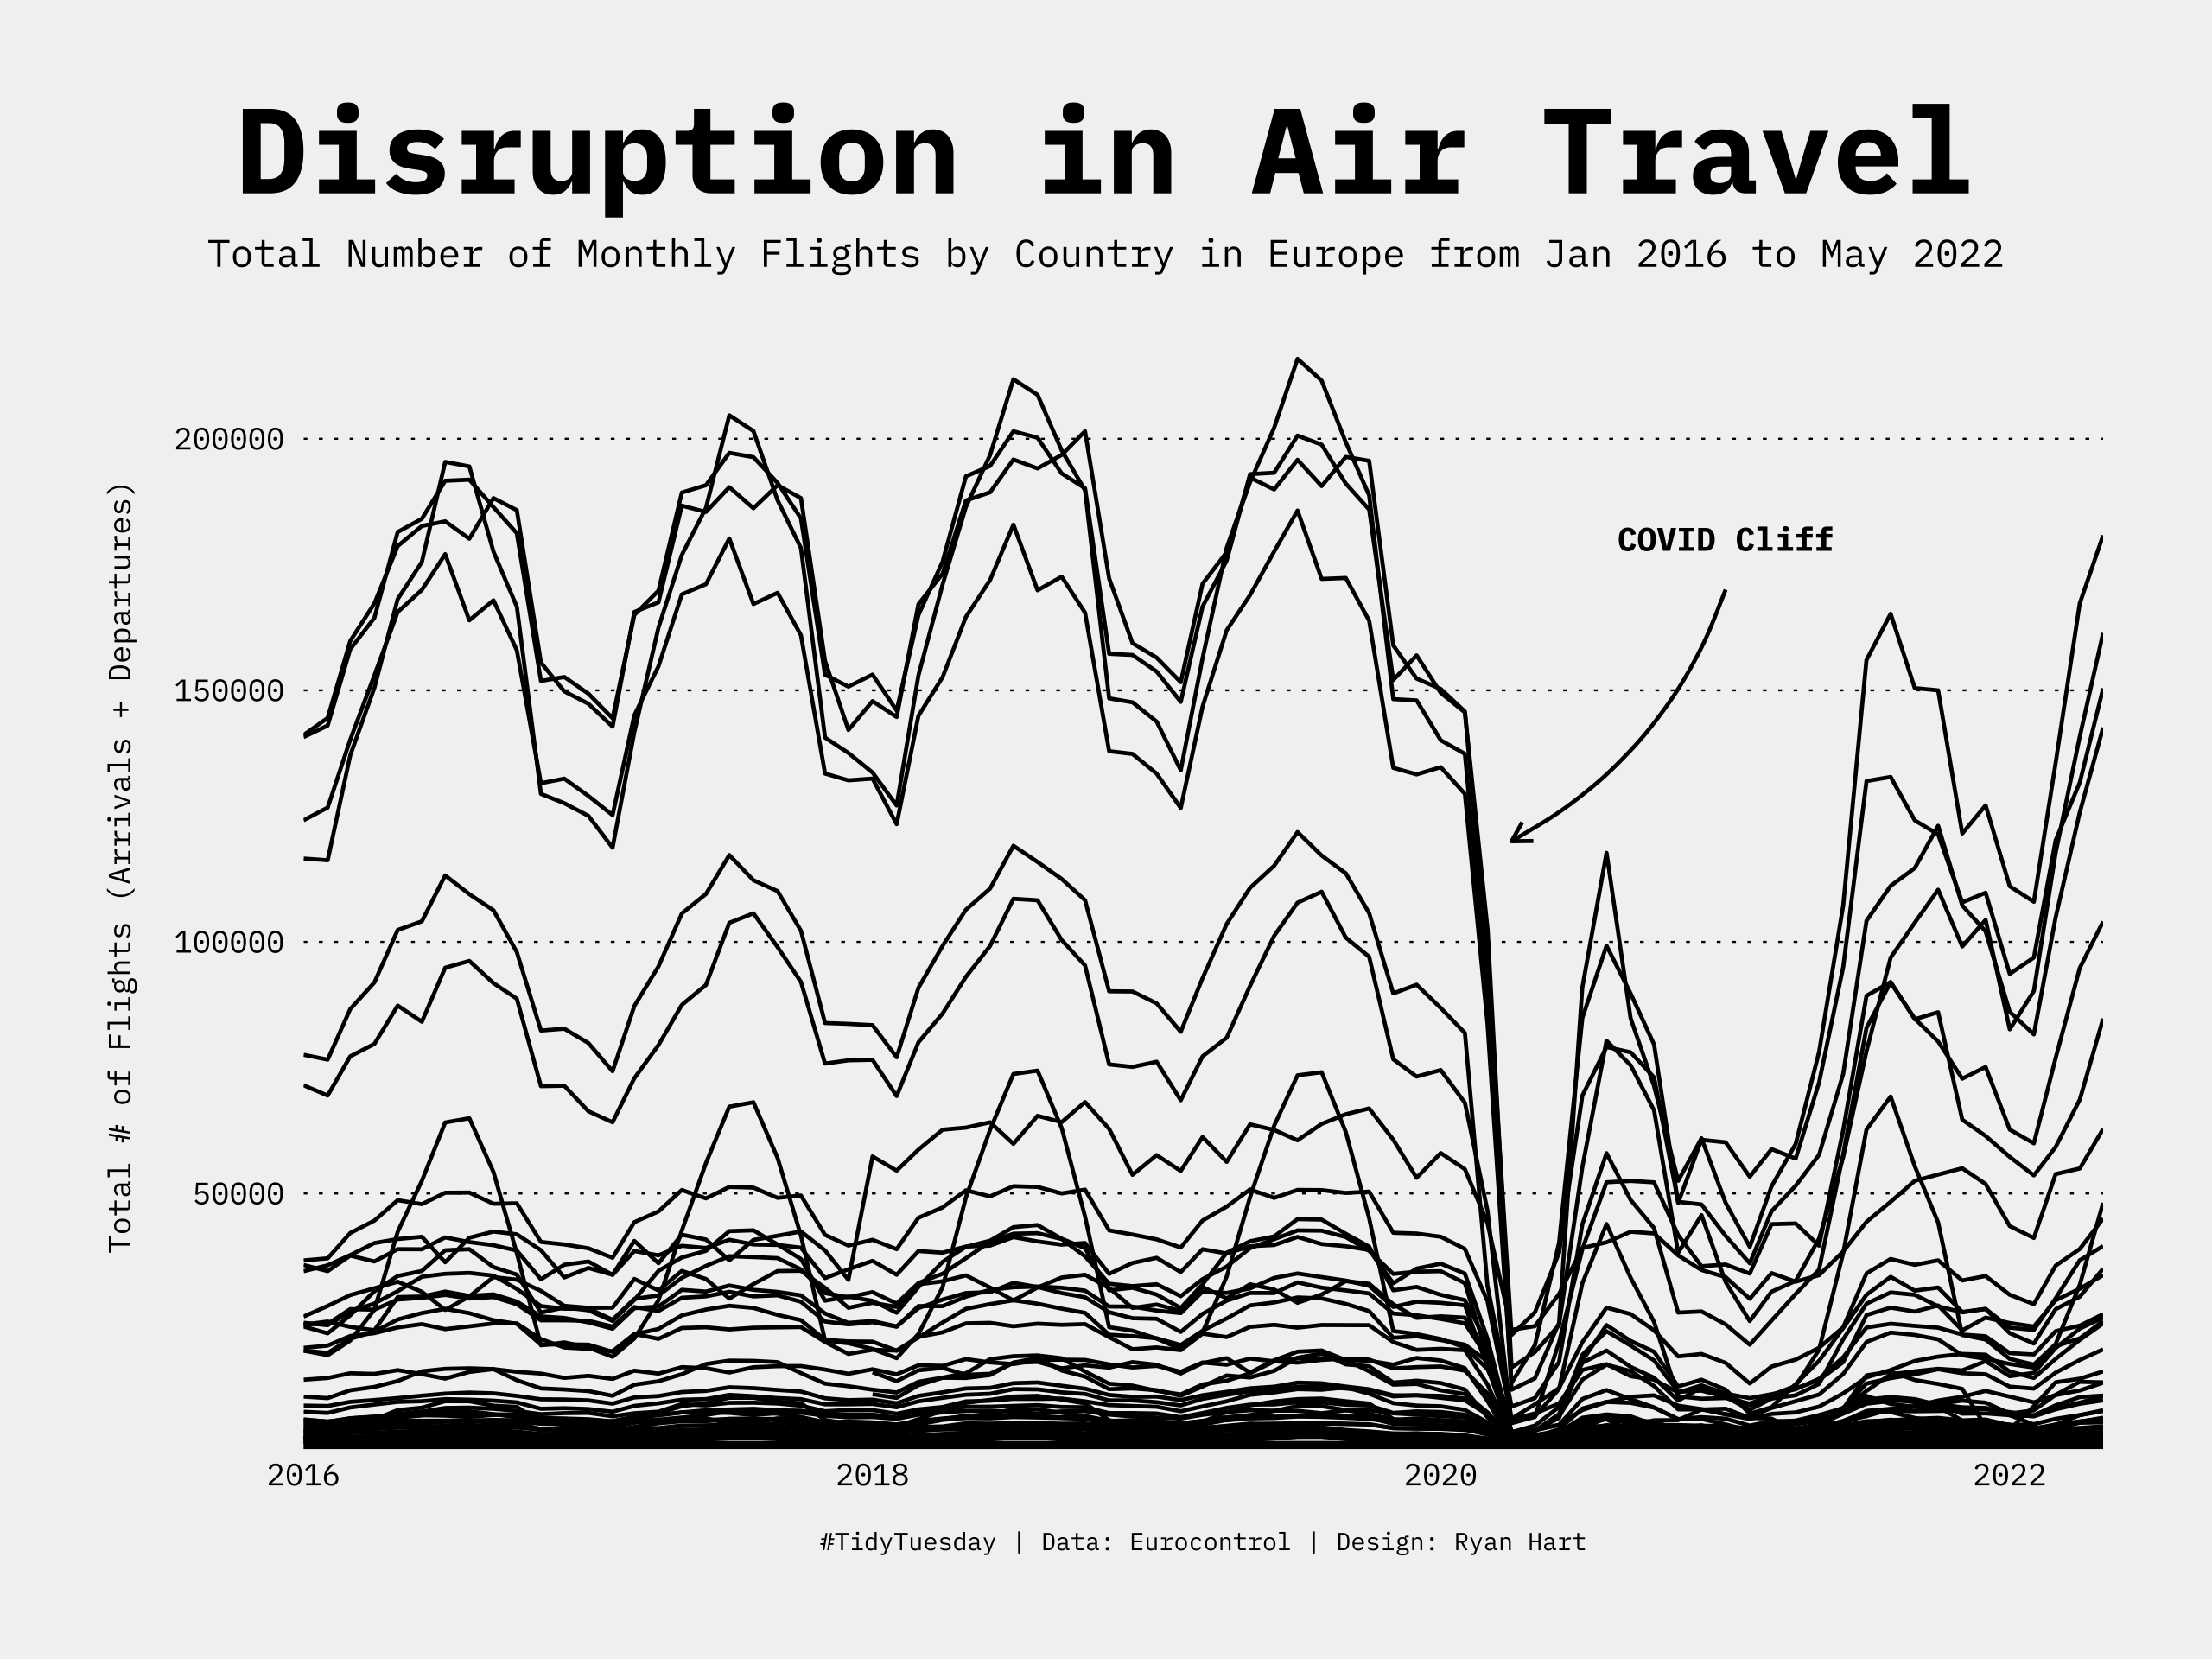 Disruption in Air Travel
Total Number of Monthly Flights by Country in Europe from Jan 2016 to May 2022
Total # of Flights (Arrivals + Departures)
200000
150000
100000
50000
COVID Cliff
2016
2018
2020
2022
#TidyTuesday | Data: Eurocontrol | Design: Ryan Hart